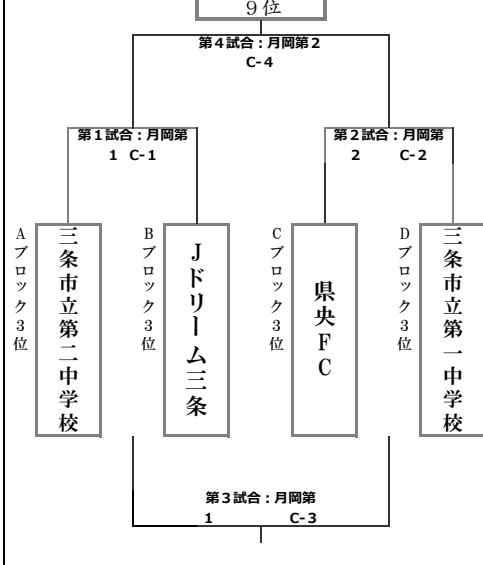 9位
第4試合：月岡第2
C-4
第1試合：月岡第
1 C-1
第2試合：月岡第
2 C-2
Aブロック3位
三条市立第二中学校
Bブロック3位
Jドリーム三条
Cブロック3位
県央FC
Dブロック3位
三条市立第一中学校
第3試合：月岡第
1 C-3